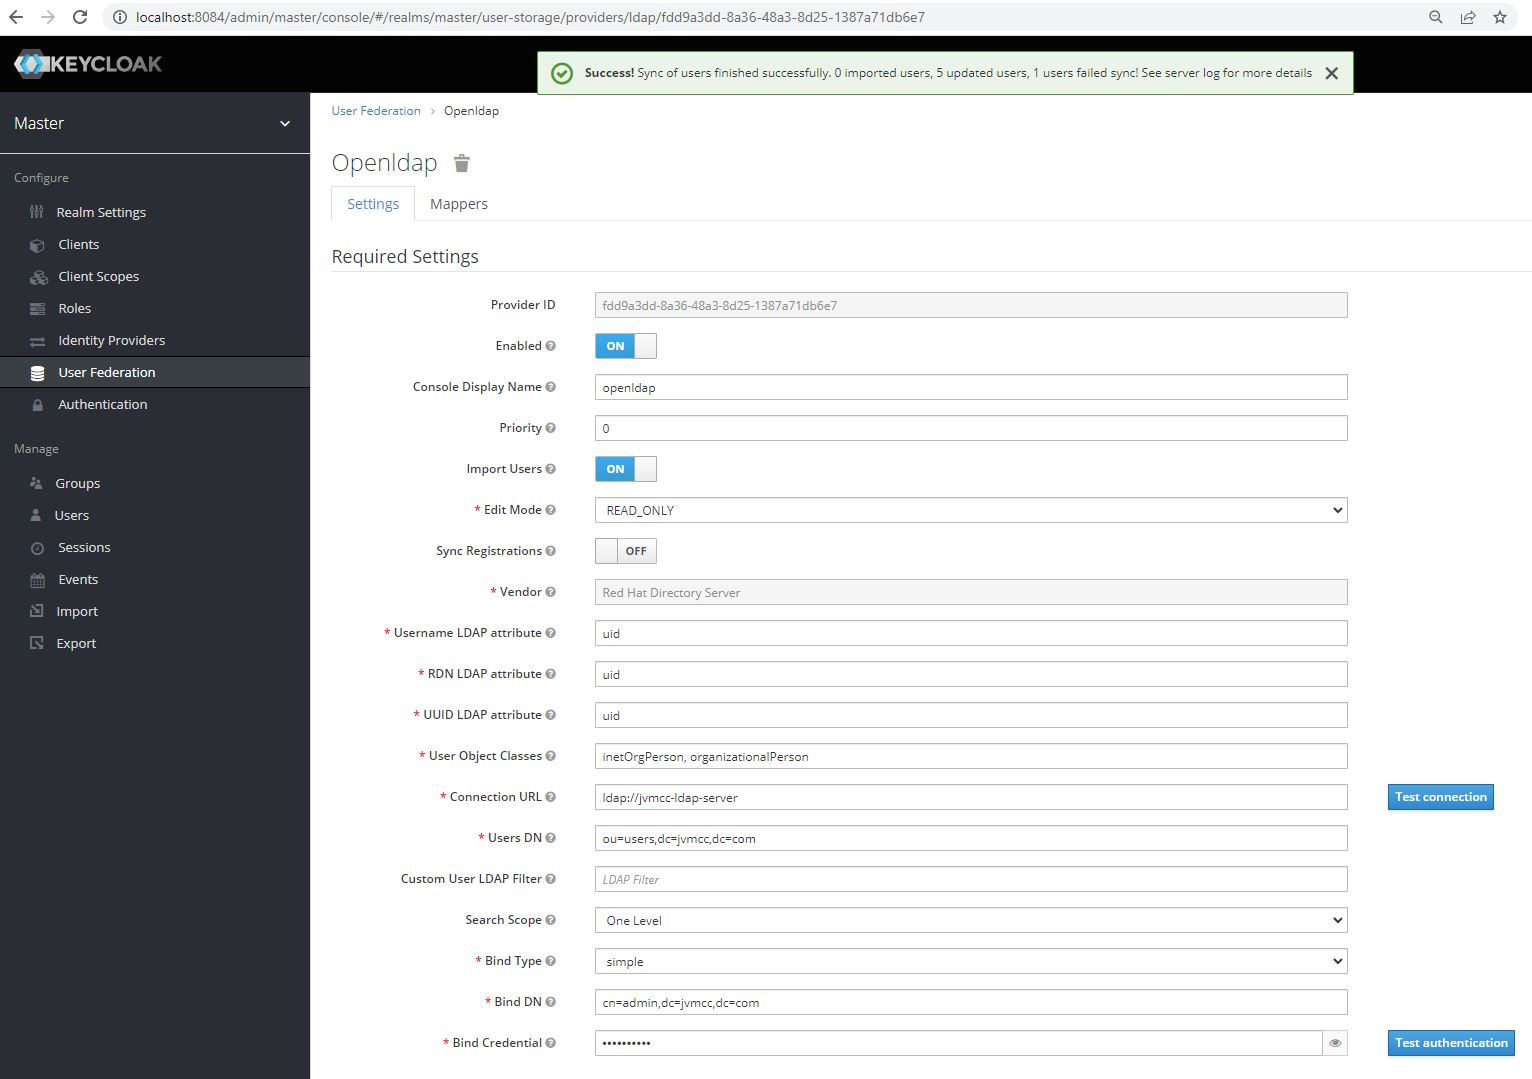 localhost:8084/admin/master/console/#/realms/master/user-storage/providers/ldap/fdd9a3dd-8a36-48a3-8d25-1387a71db6e7
KEYCLOAK
Success! Sync of users finished successfully. 0 imported users, 5 updated users, 1 users failed sync! See server log for more details
Master
Configure
Realm Settings
Clients
Client Scopes
Roles
Identity Providers
User Federation
Authentication
Manage
Groups
Users
Sessions
Events
Import
Export
User Federation > Openldap
Openldap
Settings Mappers
Required Settings
Provider ID fdd9a3dd-8a36-48a3-8d25-1387a71db6e7
Enabled ON
Console Display Name openldap
Priority 0
Import Users ON
* Edit Mode READ_ONLY
Sync Registrations OFF
* Vendor Red Hat Directory Server
* Username LDAP attribute uid
* RDN LDAP attribute uid
* UUID LDAP attribute uid
* User Object Classes inetOrgPerson, organizationalPerson
* Connection URL ldap://jvmcc-ldap-server Test connection
* Users DN ou=users,dc=jvmcc,dc=com
Custom User LDAP Filter LDAP Filter
Search Scope One Level
* Bind Type simple
* Bind DN cn=admin,dc=jvmcc,dc=com
* Bind Credential •••••••••• Test authentication